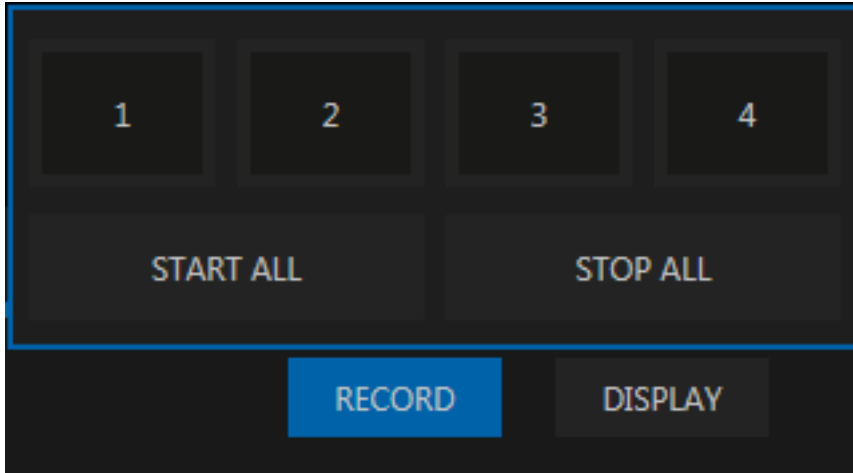 1 2 3 4
START ALL STOP ALL
RECORD DISPLAY